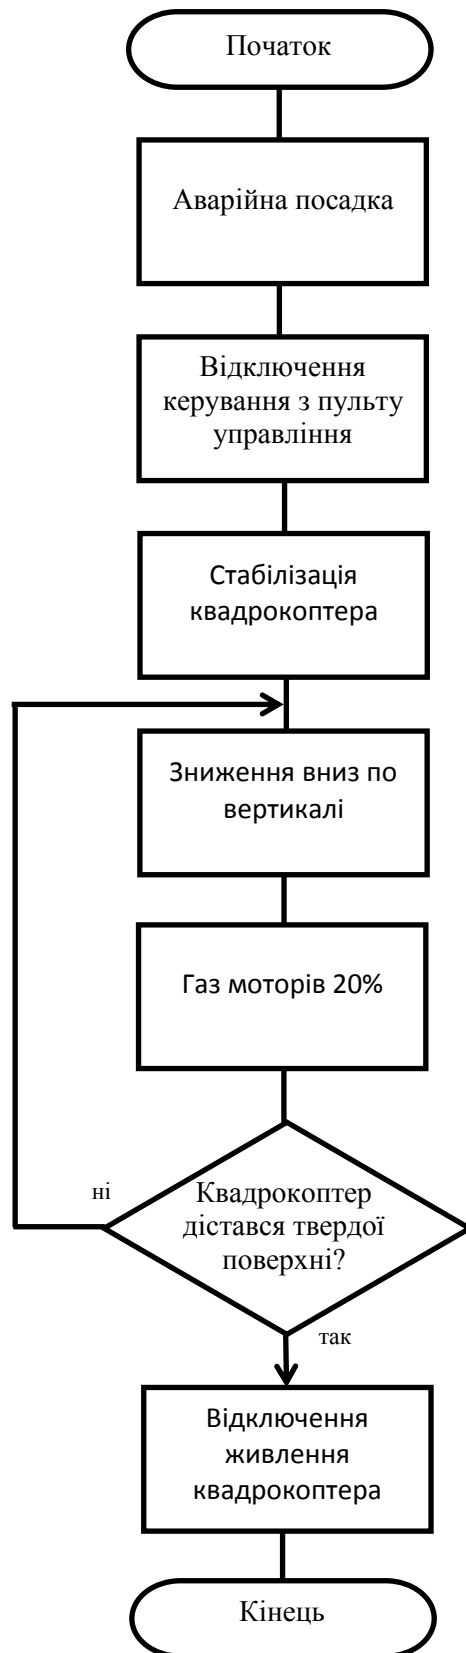 Початок
Аварійна посадка
Відключення
керування з пульту
управління
Стабілізація
квадрокоптера
Зниження вниз по
вертикалі
Газ моторів 20%
ні
Квадрокоптер
дістався твердої
поверхні?
так
Відключення
живлення
квадрокоптера
Кінець